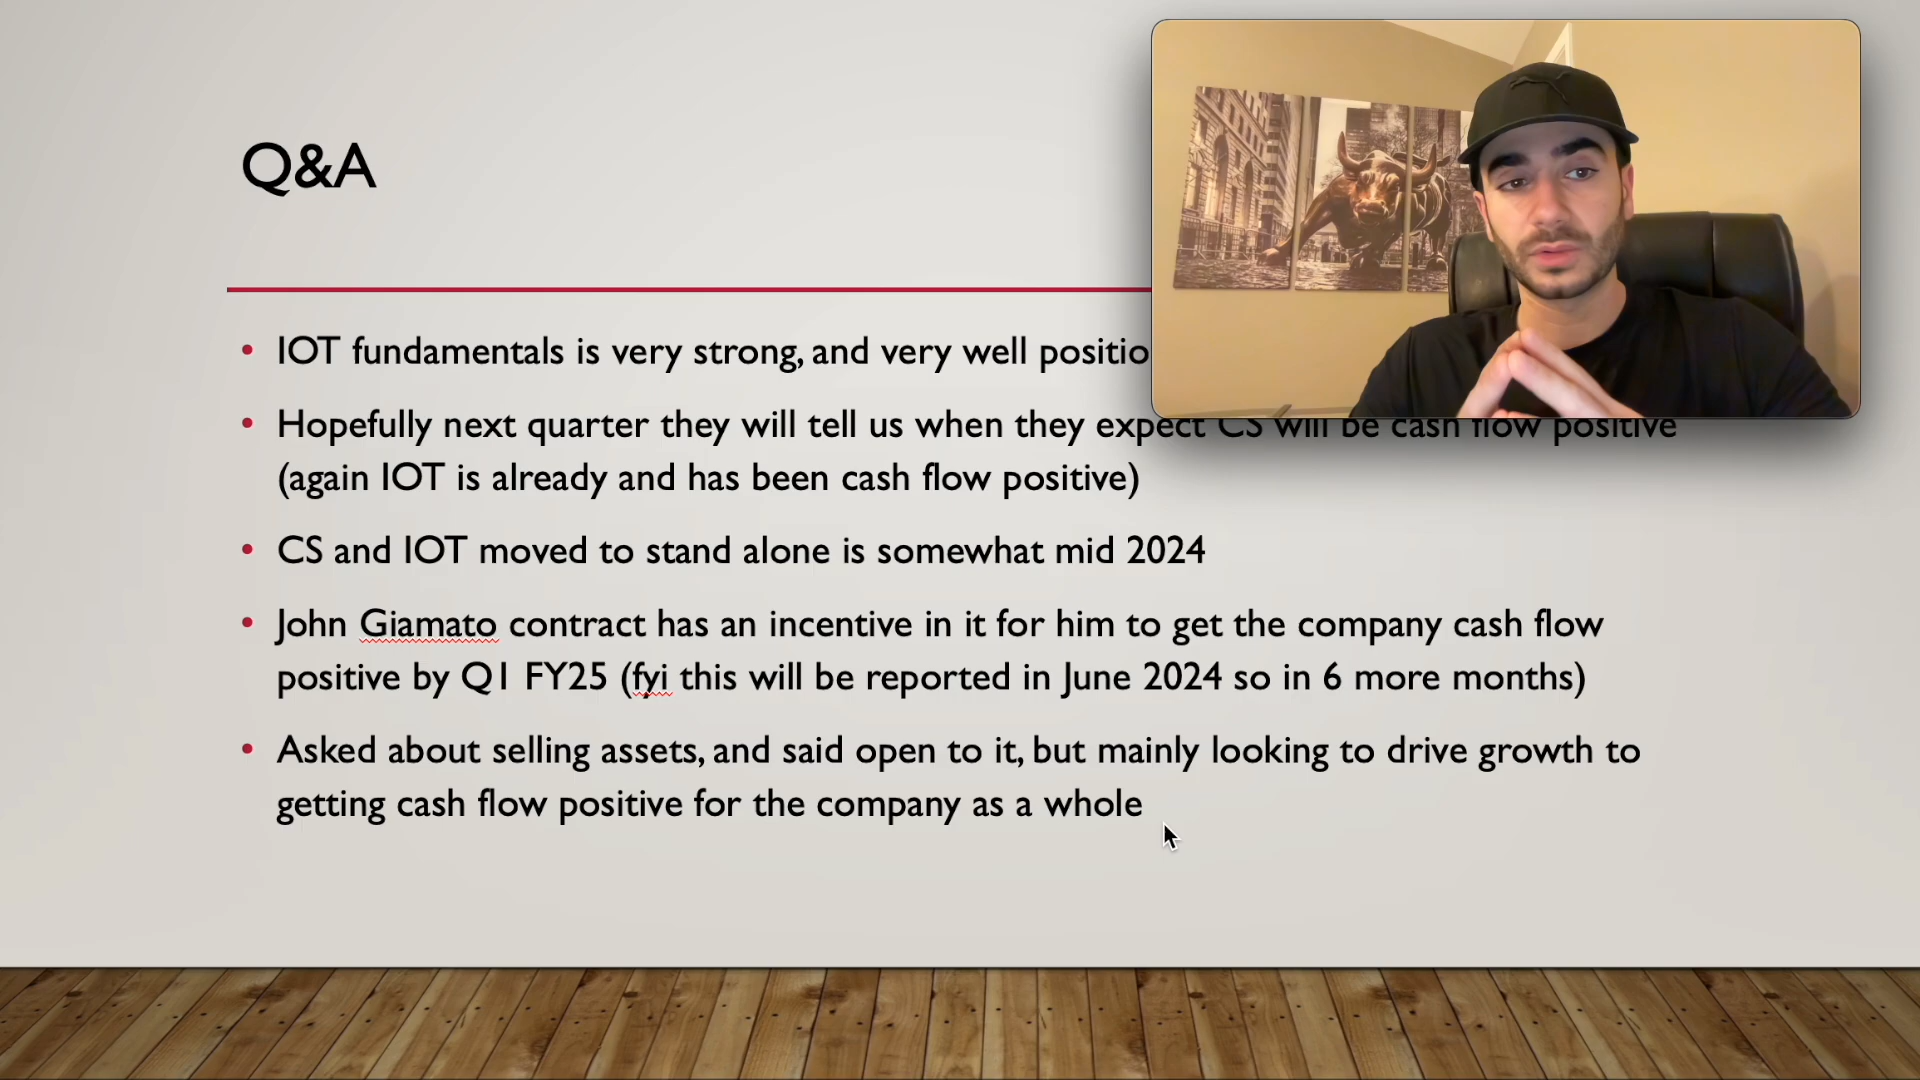 Q&A
• IOT fundamentals is very strong, and very well
• Hopefully next quarter they will tell us when they expect CS will be cash flow positive
(again IOT is already and has been cash flow positive)
• CS and IOT moved to stand alone is somewhat mid 2024
• John Giamato contract has an incentive in it for him to get the company cash flow
positive by Q1 FY25 (fyi this will be reported in June 2024 so in 6 more months)
• Asked about selling assets, and said open to it, but mainly looking to drive growth to
getting cash flow positive for the company as a whole